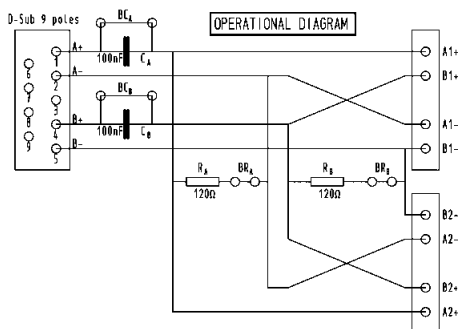 D-Sub 9 poles
BCA
OPERATIONAL DIAGRAM
A+
1
100nF
CA
A1+
6
A-
2
B1+
7
BCB
3
8
B+
4
100nF
CB
A1-
9
B-
5
B1-
RA
BRA
RB
BRB
120Ω
120Ω
B2-
A2-
B2+
A2+